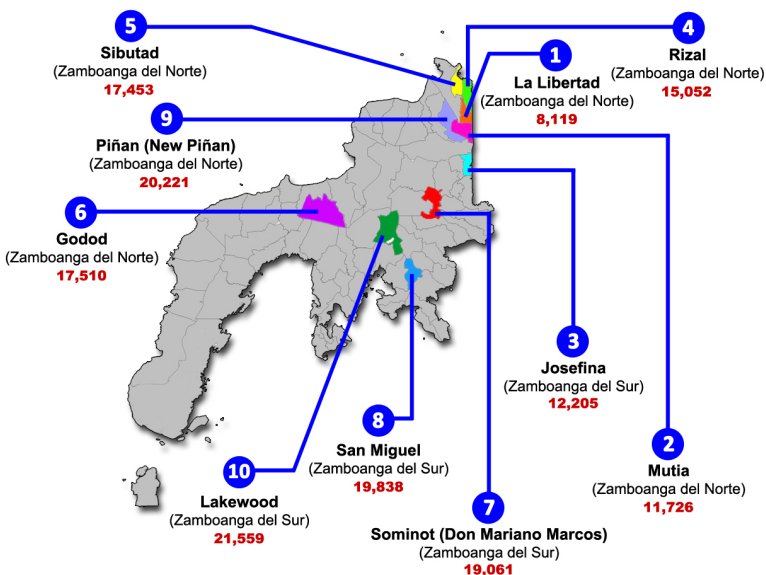 5
Sibutad
(Zamboanga del Norte)
17,453
4
Rizal
(Zamboanga del Norte)
15,052
1
La Libertad
(Zamboanga del Norte)
8,119
9
Piñan (New Piñan)
(Zamboanga del Norte)
20,221
6
Godod
(Zamboanga del Norte)
17,510
3
Josefina
(Zamboanga del Sur)
12,205
8
San Miguel
(Zamboanga del Sur)
19,838
2
Mutia
(Zamboanga del Norte)
11,726
10
Lakewood
(Zamboanga del Sur)
21,559
7
Sominot (Don Mariano Marcos)
(Zamboanga del Sur)
19,061